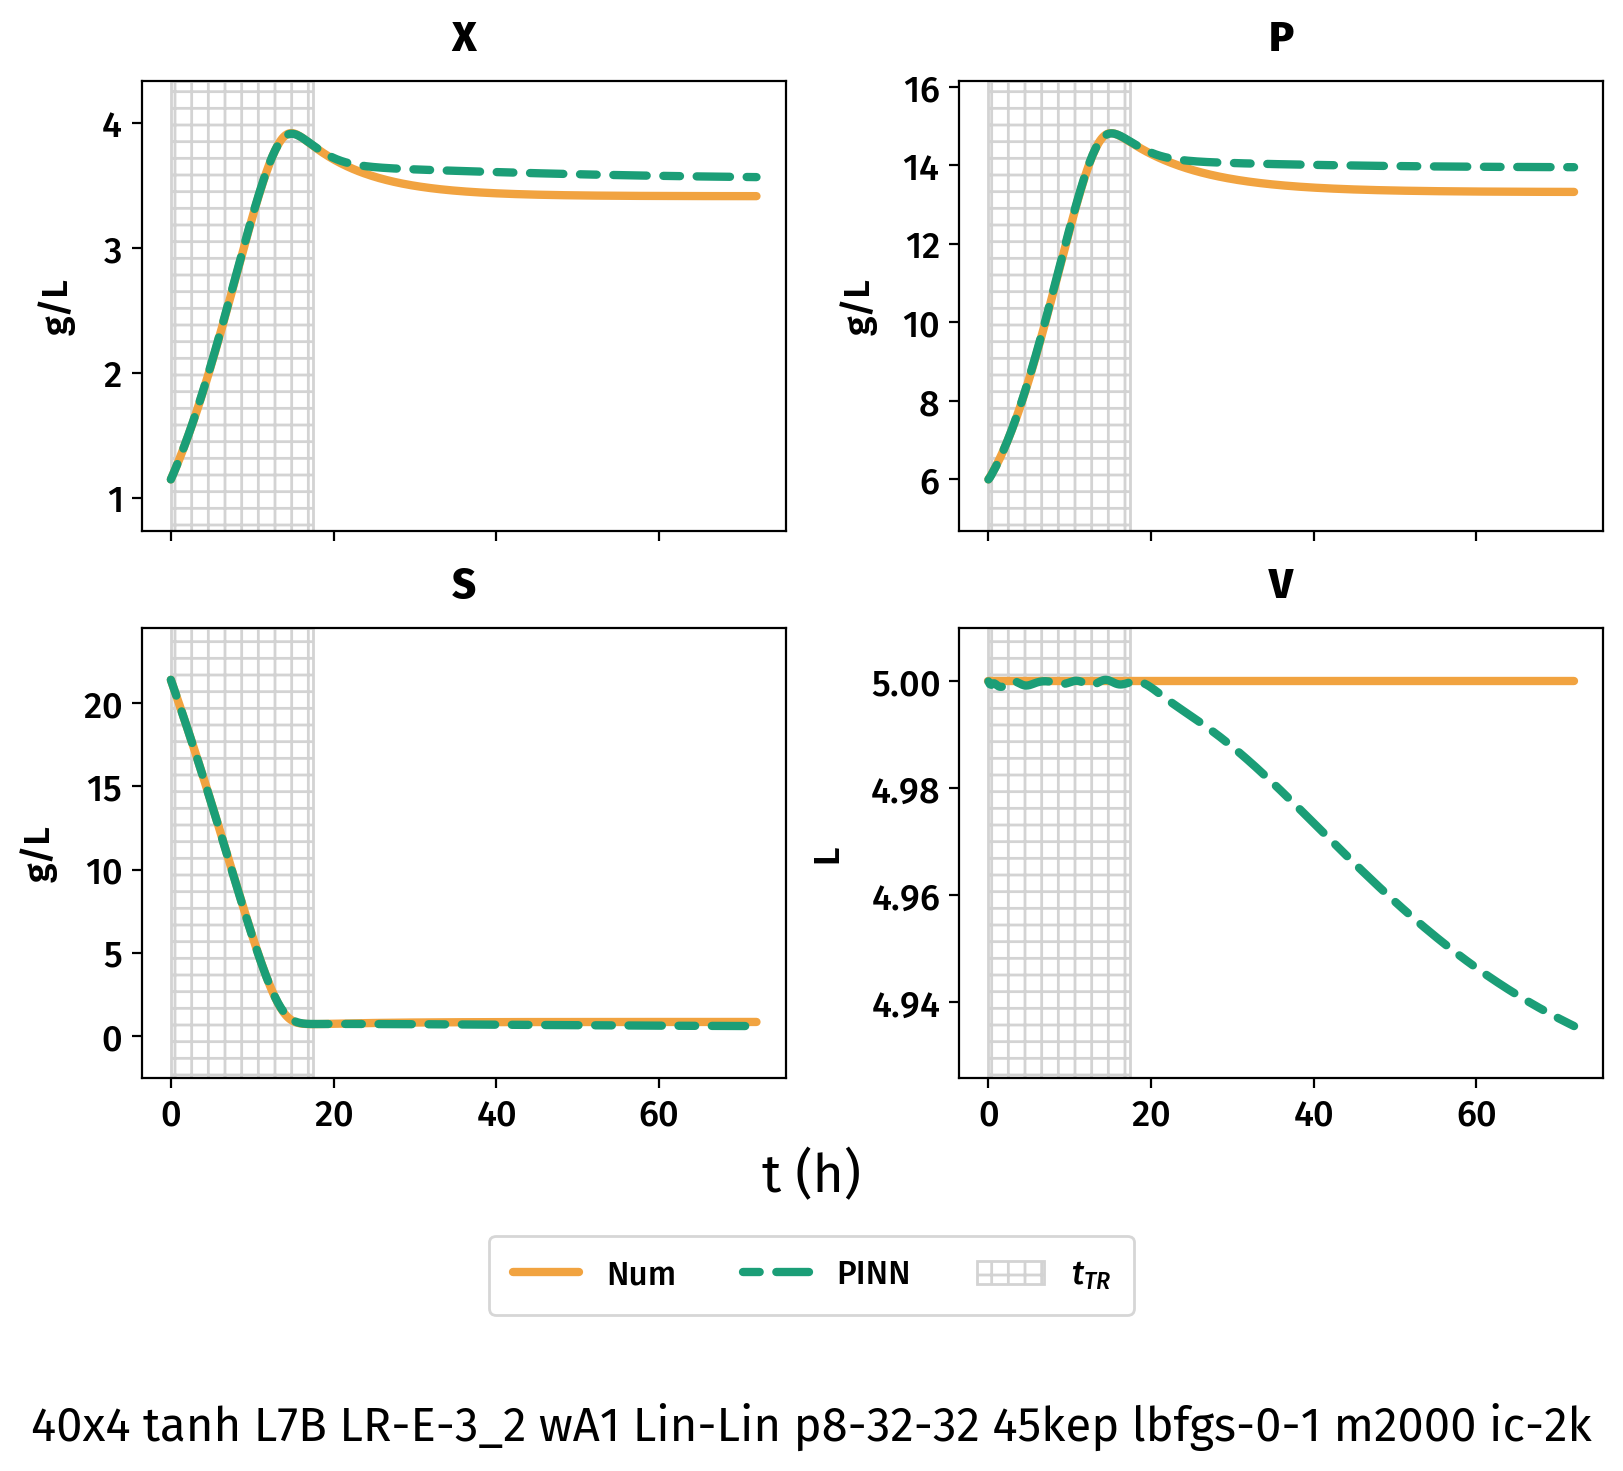 X
4
3
2
1
g/L
P
16
14
12
10
8
6
g/L
S
20
15
10
5
0
g/L
0 20 40 60
V
5.00
4.98
4.96
4.94
L
0 20 40 60
t (h)
Num PINN tTR
40x4 tanh L7B LR-E-3_2 wA1 Lin-Lin p8-32-32 45kep lbfgs-0-1 m2000 ic-2k